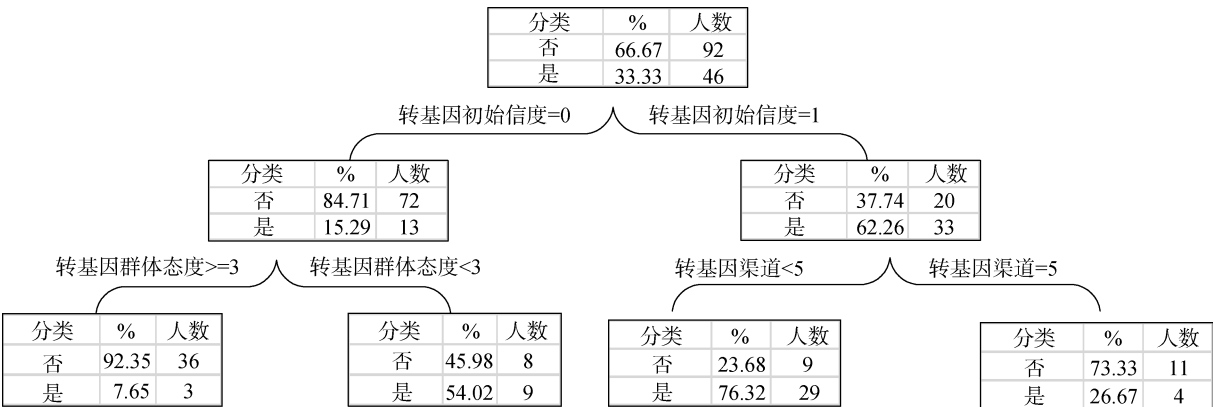 分类 % 人数
否 66.67 92
是 33.33 46
转基因初始信度=0 转基因初始信度=1
分类 % 人数
否 84.71 72
是 15.29 13
分类 % 人数
否 37.74 20
是 62.26 33
转基因群体态度>=3 转基因群体态度<3
转基因渠道<5 转基因渠道=5
分类 % 人数
否 92.35 36
是 7.65 3
分类 % 人数
否 45.98 8
是 54.02 9
分类 % 人数
否 23.68 9
是 76.32 29
分类 % 人数
否 73.33 11
是 26.67 4